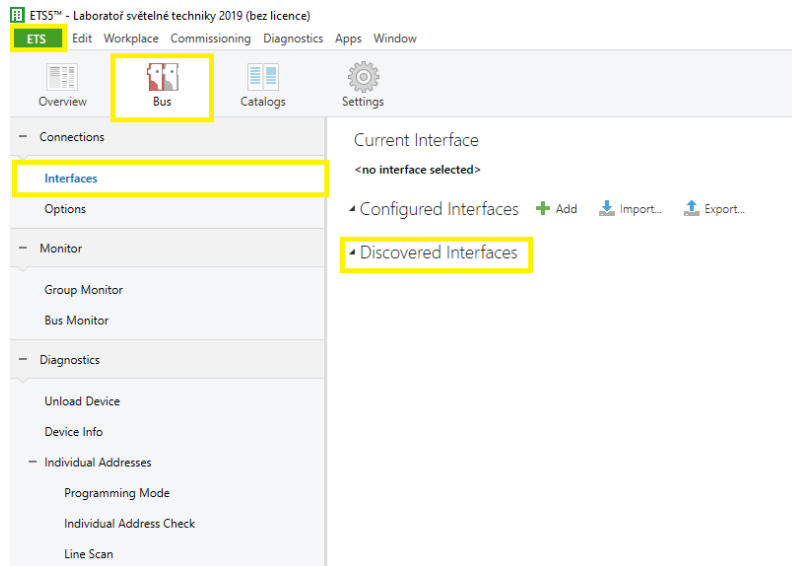 ETS5™ - Laboratoř světelné techniky 2019 (bez licence)
ETS Edit Workplace Commissioning Diagnostics Apps Window
Overview Bus Catalogs Settings
Connections
Interfaces
Options
Monitor
Group Monitor
Bus Monitor
Diagnostics
Unload Device
Device Info
Individual Addresses
Programming Mode
Individual Address Check
Line Scan
Current Interface
<no interface selected>
Configured Interfaces Add Import... Export...
Discovered Interfaces